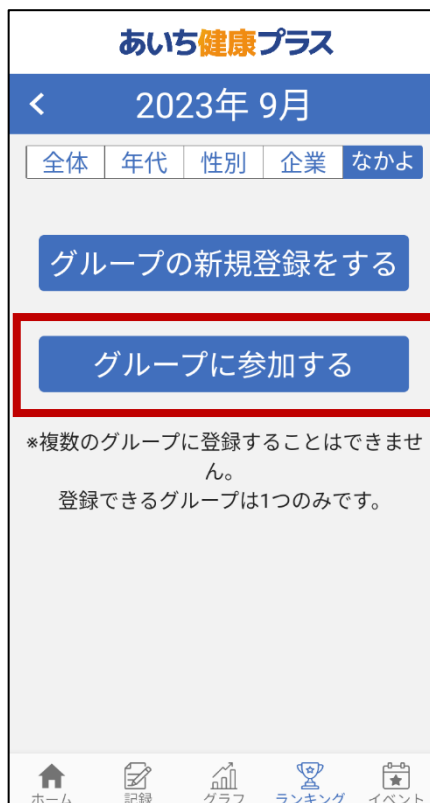 あいち健康プラス
2023年 9月
全体 年代 性別 企業 なかよ
グループの新規登録をする
グループに参加する
*複数のグループに登録することはできませ
ん。
登録できるグループは1つのみです。
ホーム 記録 グラフ ランキング イベント